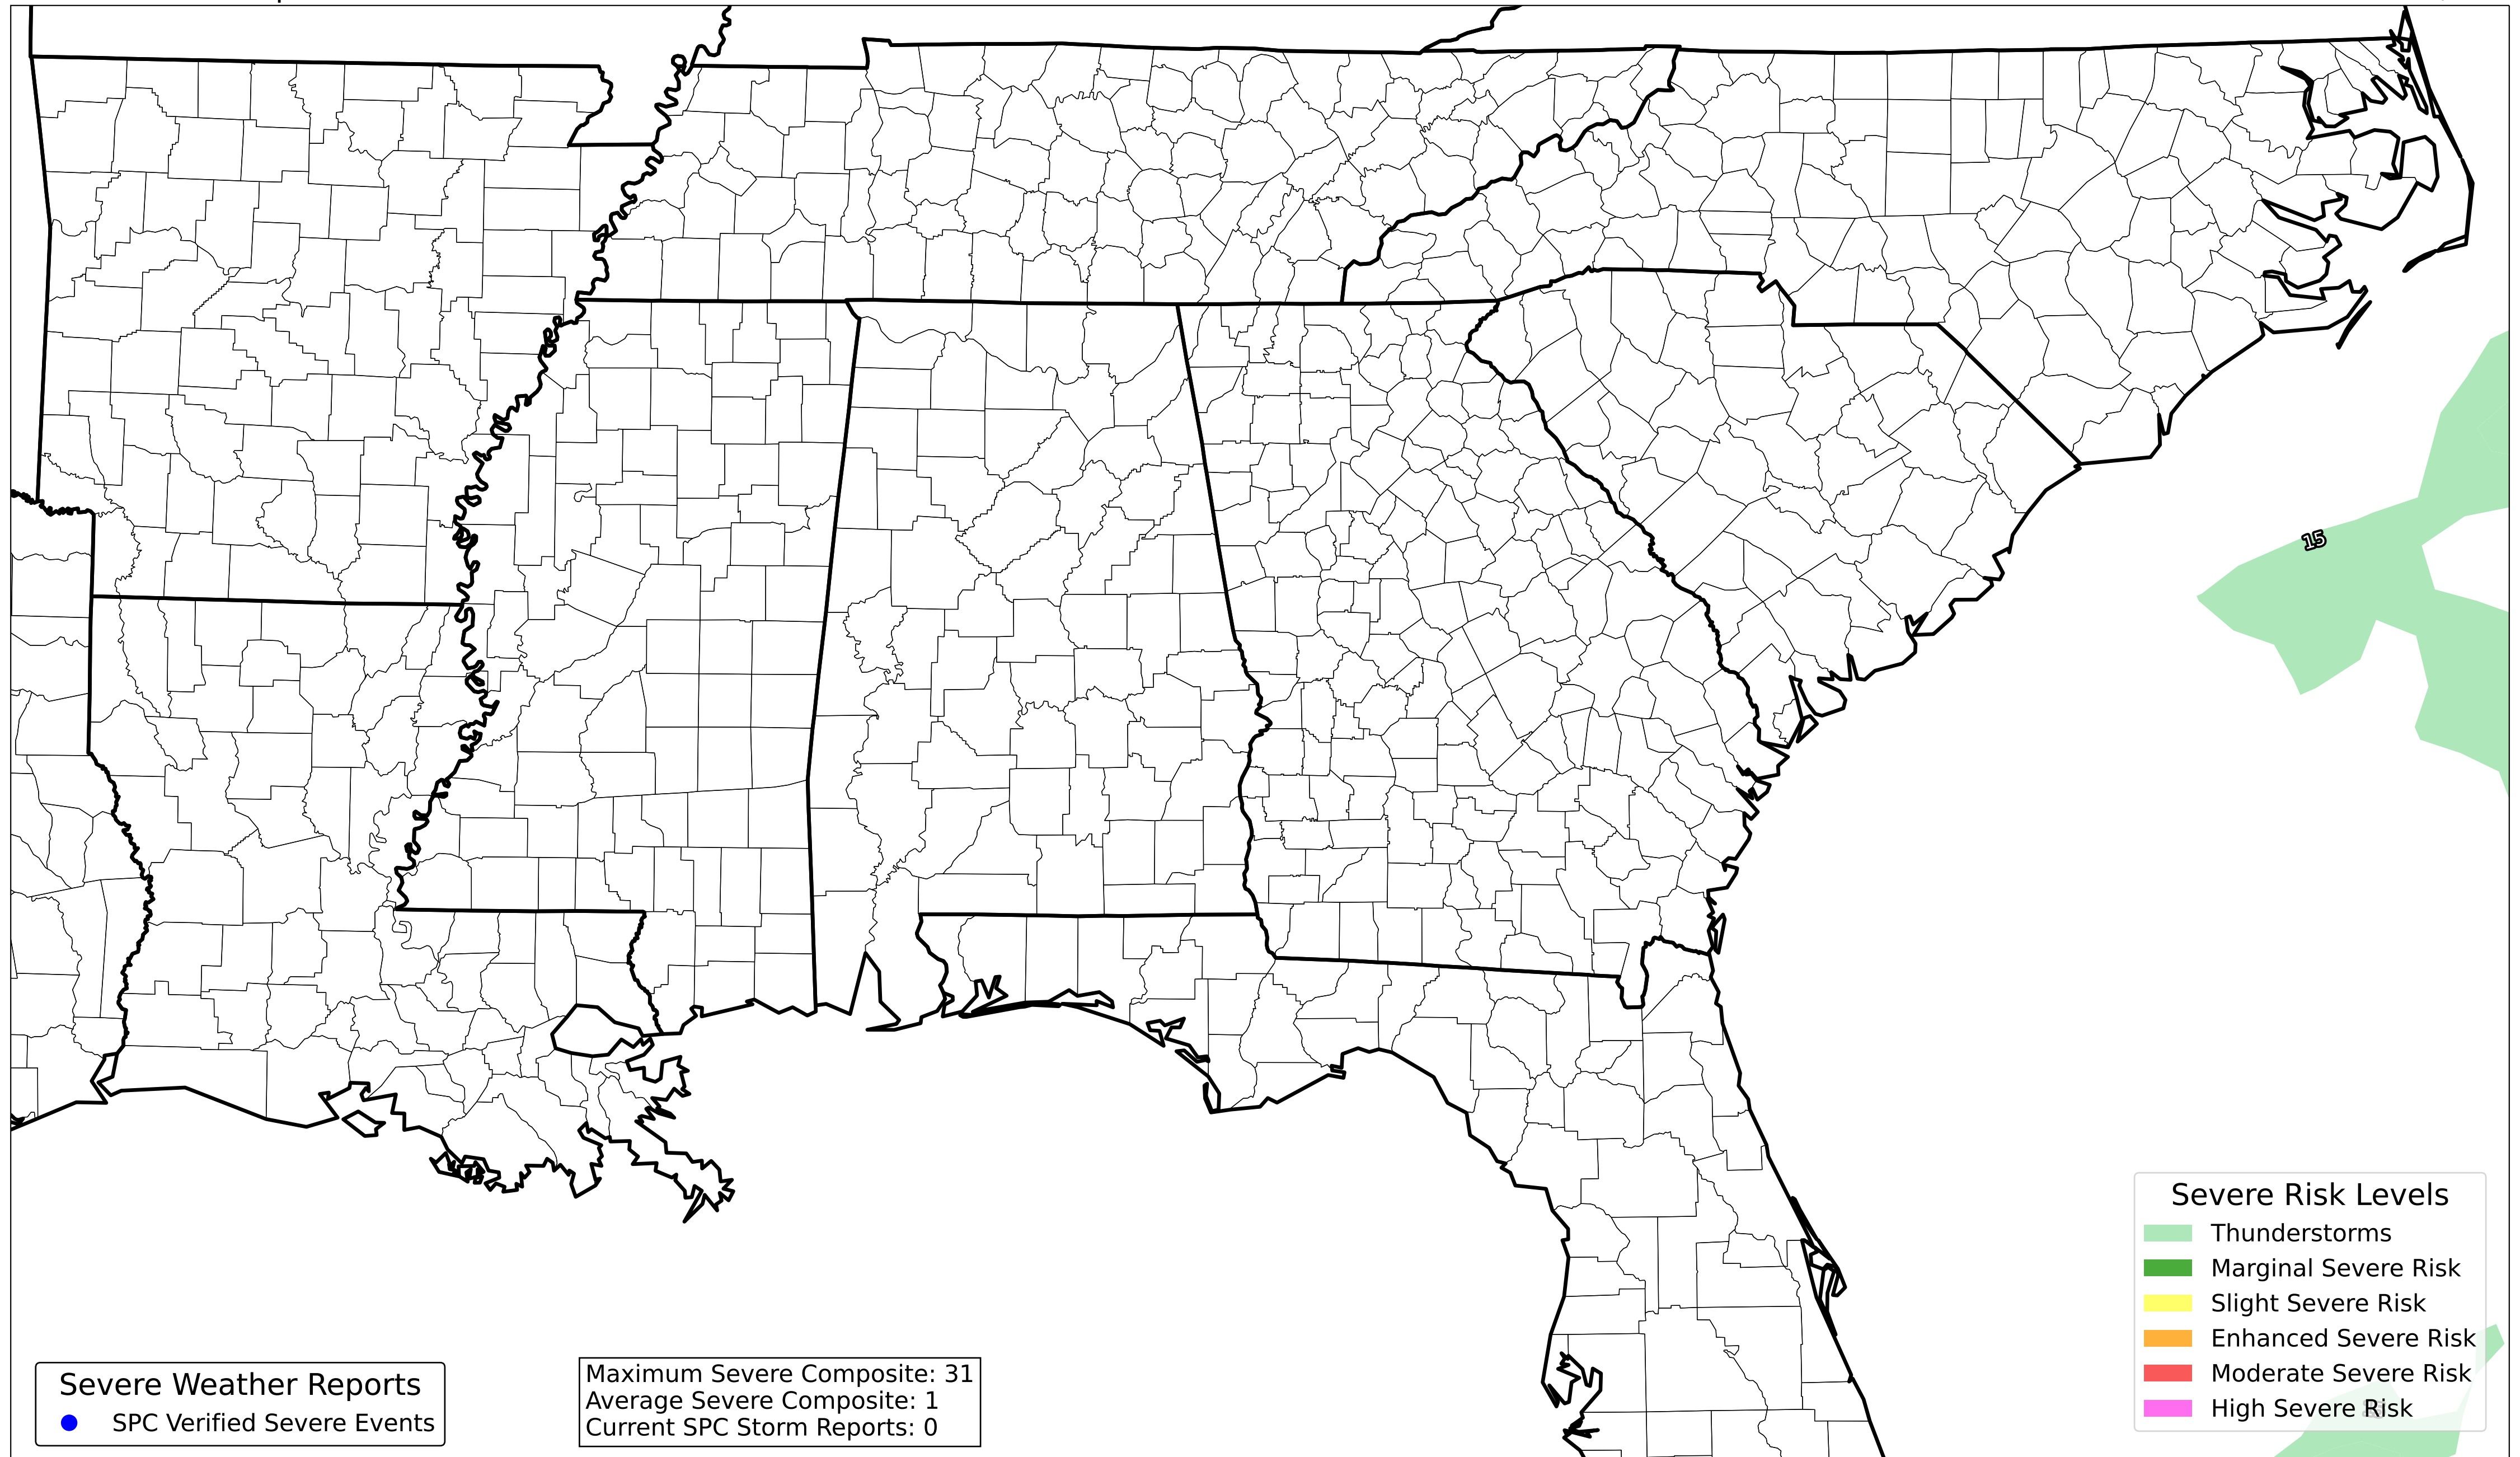 15
Severe Risk Levels
Thunderstorms
Marginal Severe Risk
Slight Severe Risk
Enhanced Severe Risk
Moderate Severe Risk
High Severe Risk
Severe Weather Reports
SPC Verified Severe Events
Maximum Severe Composite: 31
Average Severe Composite: 1
Current SPC Storm Reports: 0